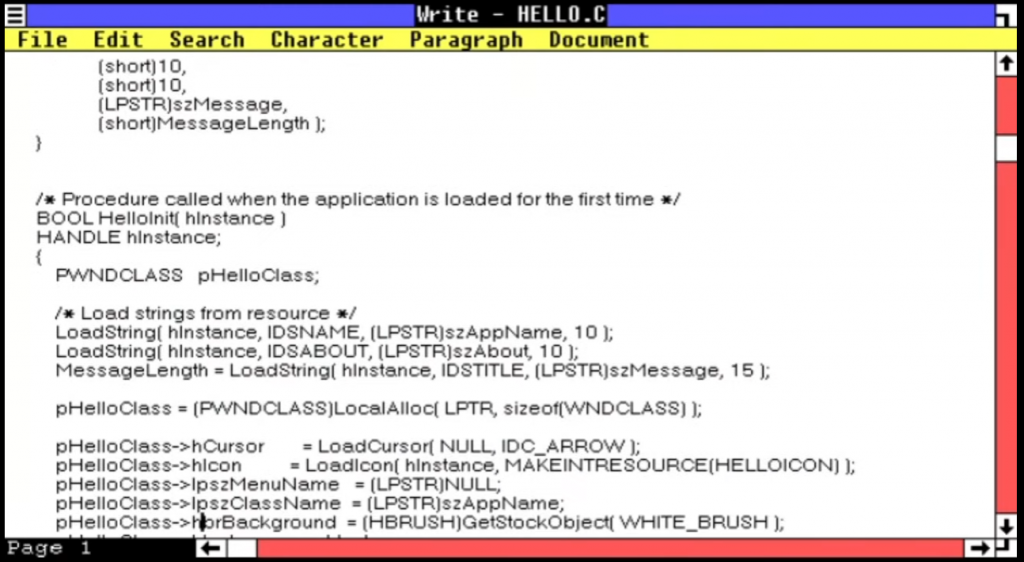 Write - HELLO.C
File Edit Search Character Paragraph Document
(short)10,
(short)10,
(LPSTR)szMessage,
(short)MessageLength );
}
/* Procedure called when the application is loaded for the first time */
BOOL HelloInit( hInstance )
HANDLE hInstance;
{
PWNDCLASS pHelloClass;
/* Load strings from resource */
LoadString( hInstance, IDSNAME, (LPSTR)szAppName, 10 );
LoadString( hInstance, IDSABOUT, (LPSTR)szAbout, 10 );
MessageLength = LoadString( hInstance, IDSTITLE, (LPSTR)szMessage, 15 );
pHelloClass = (PWNDCLASS)LocalAlloc( LPTR, sizeof(WNDCLASS) );
pHelloClass->hCursor = LoadCursor( NULL, IDC_ARROW );
pHelloClass->hIcon = LoadIcon( hInstance, MAKEINTRESOURCE(HELLOICON) );
pHelloClass->lpszMenuName = (LPSTR)NULL;
pHelloClass->lpszClassName = (LPSTR)szAppName;
pHelloClass->hbrBackground = (HBRUSH)GetStockObject( WHITE_BRUSH );
Page 1